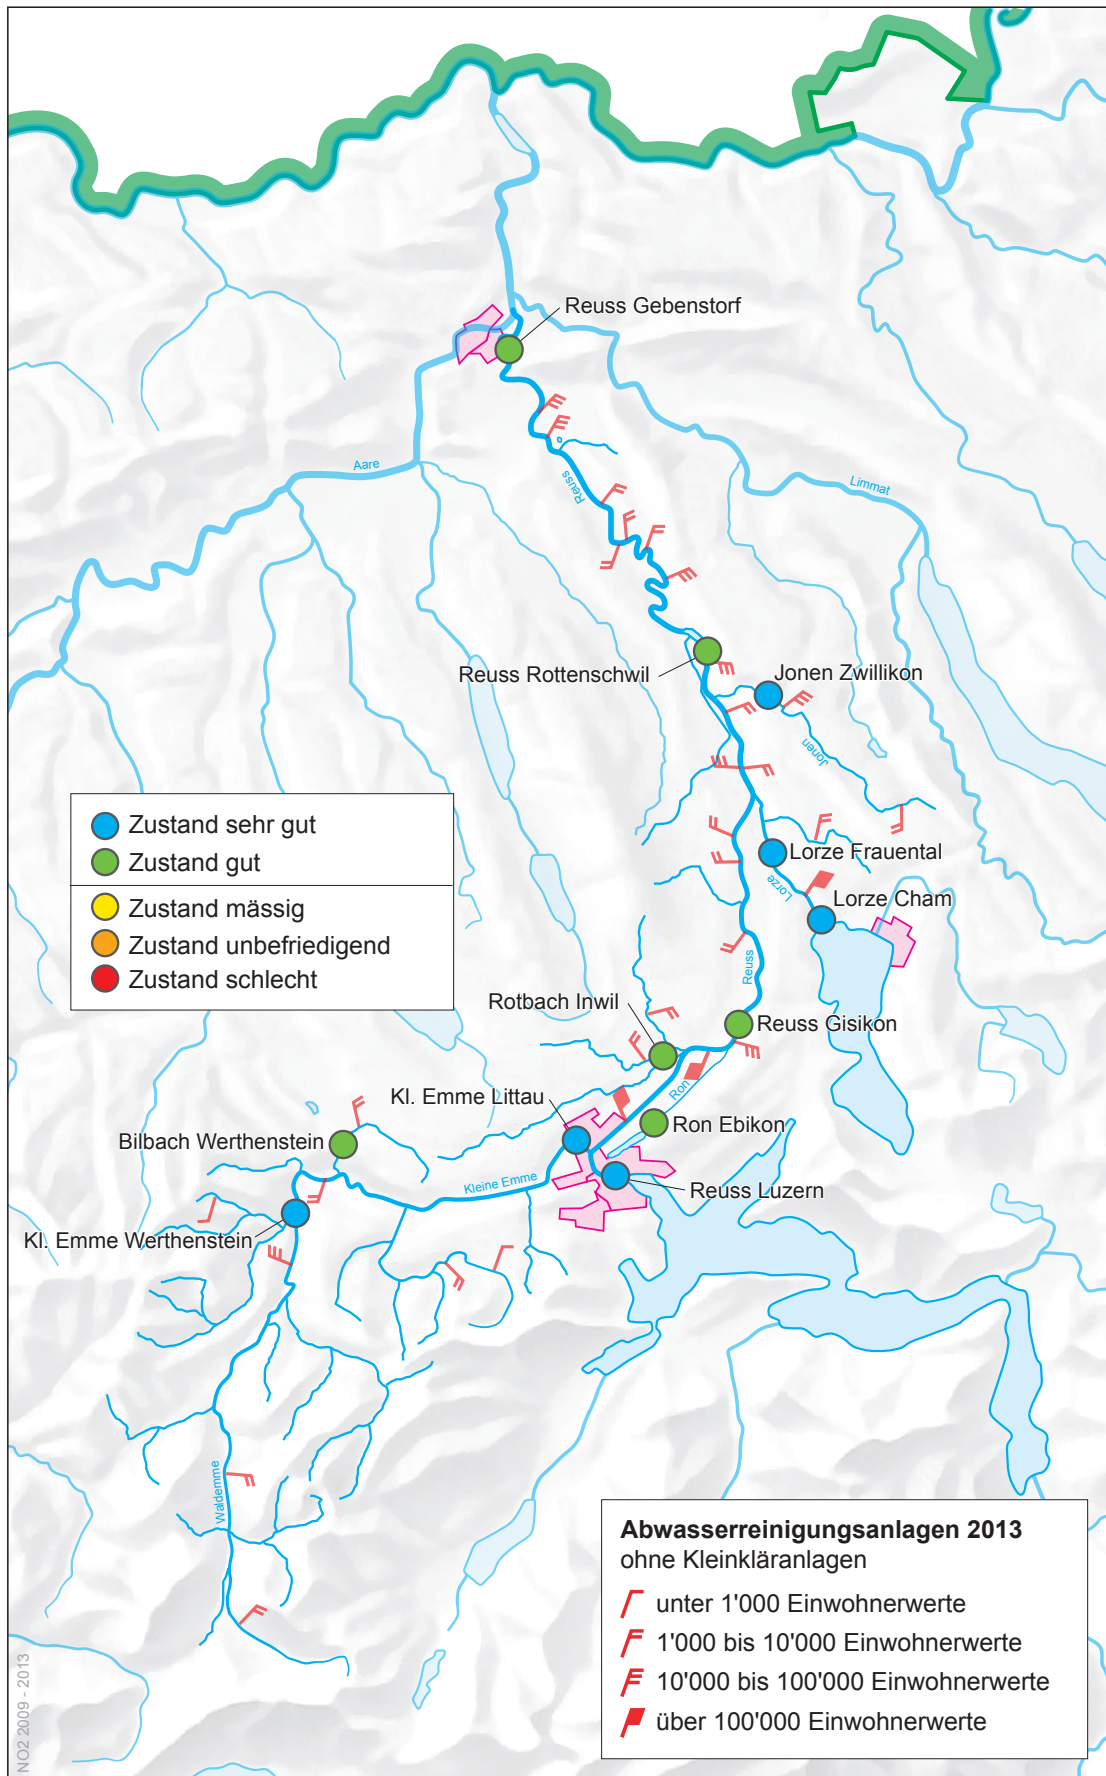 Reuss Gebenstorf
Aare
Reuss
Limmat
Reuss Rottenschwil
Jonen Zwillikon
Jonen
Zustand sehr gut
Zustand gut
Zustand mässig
Zustand unbefriedigend
Zustand schlecht
Lorze Frauental
Lorze
Lorze Cham
Reuss
Rotbach Inwil
Reuss Gisikon
Kl. Emme Littau
Ron
Ron Ebikon
Bilbach Werthenstein
Kleine Emme
Reuss Luzern
Kl. Emme Werthenstein
Waldemme
Abwasserreinigungsanlagen 2013
ohne Kleinkläranlagen
unter 1'000 Einwohnerwerte
1'000 bis 10'000 Einwohnerwerte
10'000 bis 100'000 Einwohnerwerte
über 100'000 Einwohnerwerte
NO2 2009 - 2013